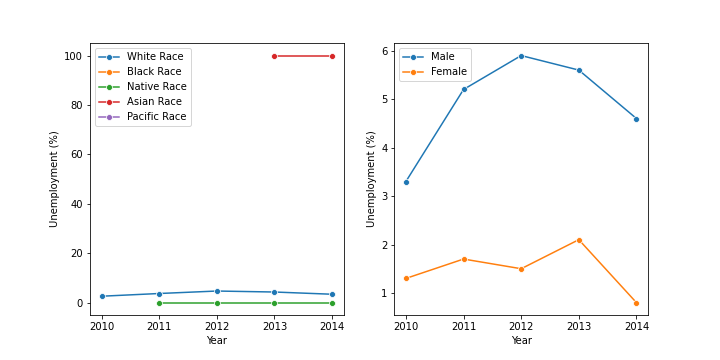 Unemployment (%)
100
80
60
40
20
0
White Race
Black Race
Native Race
Asian Race
Pacific Race
2010 2011 2012 2013 2014
Year
Unemployment (%)
6
5
4
3
2
1
Male
Female
2010 2011 2012 2013 2014
Year